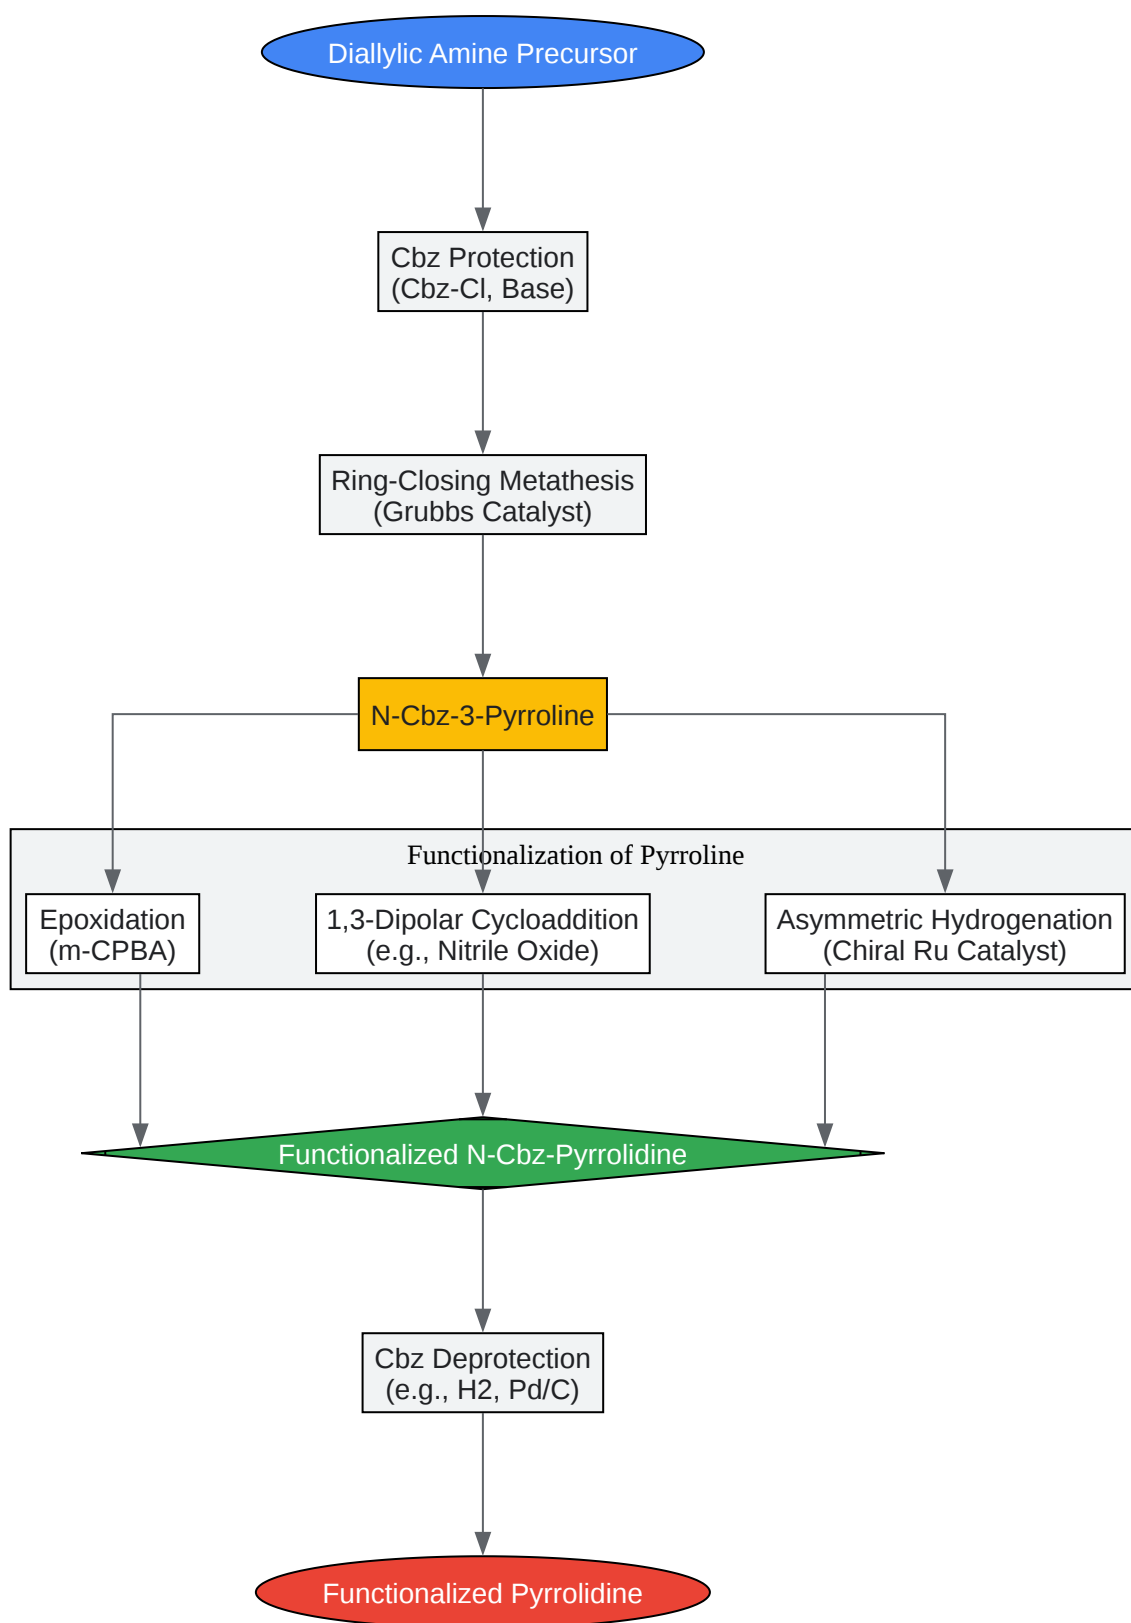 Diallylic Amine Precursor
Cbz Protection
(Cbz-Cl, Base)
Ring-Closing Metathesis
(Grubbs Catalyst)
N-Cbz-3-Pyrroline
Functionalization of Pyrroline
Epoxidation
(m-CPBA)
1,3-Dipolar Cycloaddition
(e.g., Nitrile Oxide)
Asymmetric Hydrogenation
(Chiral Ru Catalyst)
Functionalized N-Cbz-Pyrrolidine
Cbz Deprotection
(e.g., H2, Pd/C)
Functionalized Pyrrolidine